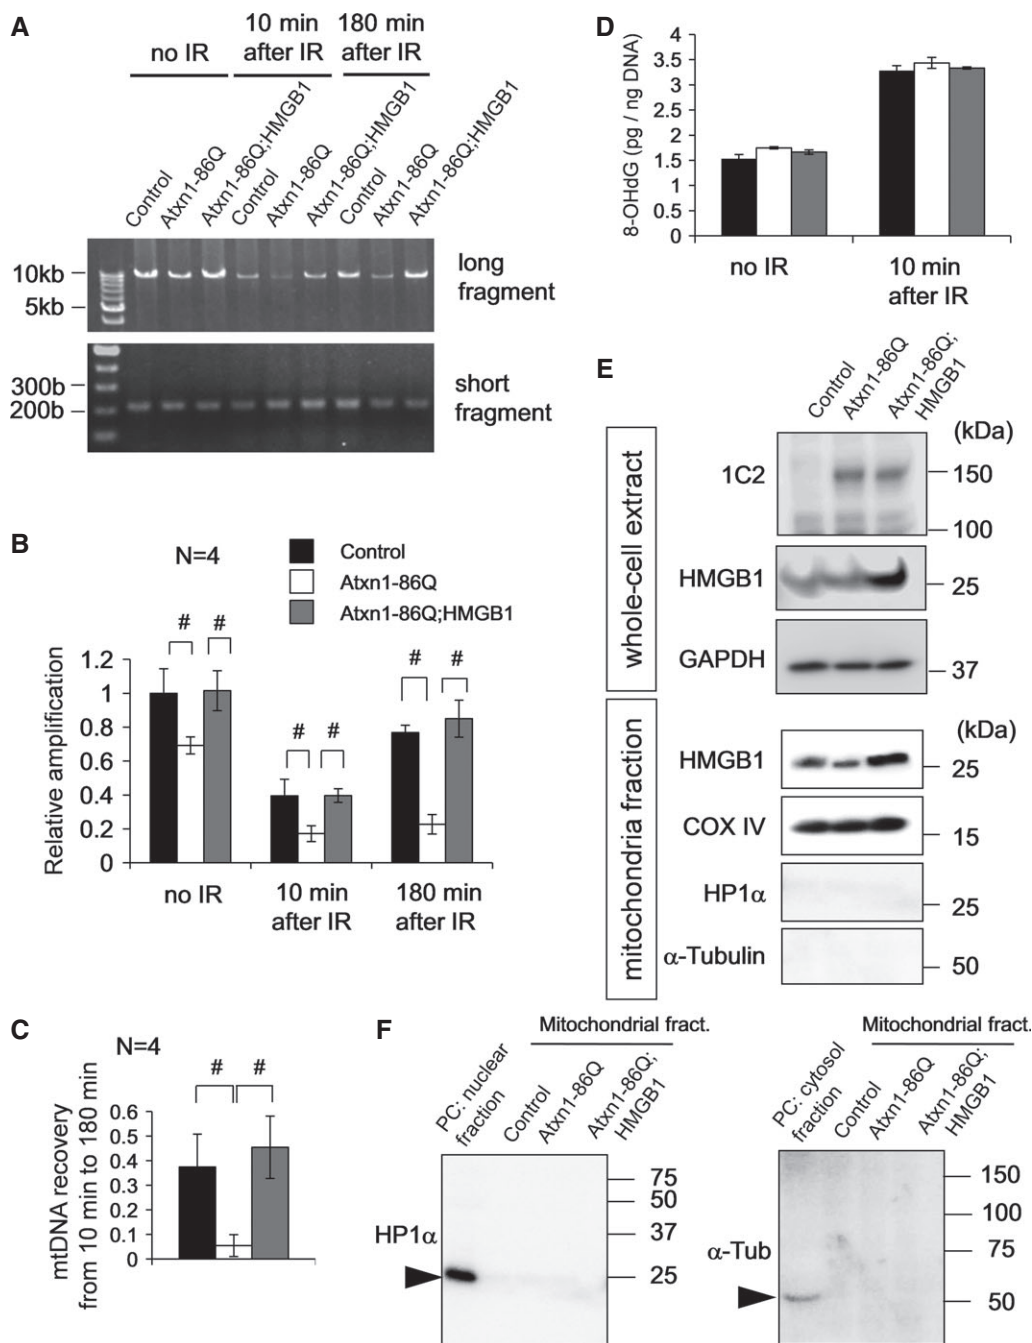 A
no IR
10 min
after IR
180 min
after IR
Control
Atxn1-86Q
Atxn1-86Q;HMGB1
Control
Atxn1-86Q
Atxn1-86Q;HMGB1
Control
Atxn1-86Q
Atxn1-86Q;HMGB1
10kb
5kb
long
fragment
300b
200b
short
fragment
B
N=4
Control
Atxn1-86Q
Atxn1-86Q;HMGB1
# # # # # #
Relative amplification
1.2
1
0.8
0.6
0.4
0.2
0
no IR
10 min
after IR
180 min
after IR
C
N=4
# #
mtDNA recovery
from 10 min to 180 min
0.6
0.5
0.4
0.3
0.2
0.1
0
D
8-OHdG (pg / ng DNA)
4
3.5
3
2.5
2
1.5
1
0.5
0
no IR
10 min
after IR
E
Control
Atxn1-86Q
Atxn1-86Q;
HMGB1
whole-cell extract
(kDa)
1C2
150
100
HMGB1
25
GAPDH
37
mitochondria fraction
(kDa)
HMGB1
25
COX IV
15
HP1α
25
α-Tubulin
50
F
Mitochondrial fract.
PC: nuclear
fraction
Control
Atxn1-86Q
Atxn1-86Q;
HMGB1
HP1α
75
50
37
25
Mitochondrial fract.
PC: cytosol
fraction
Control
Atxn1-86Q
Atxn1-86Q;
HMGB1
α-Tub
150
100
75
50